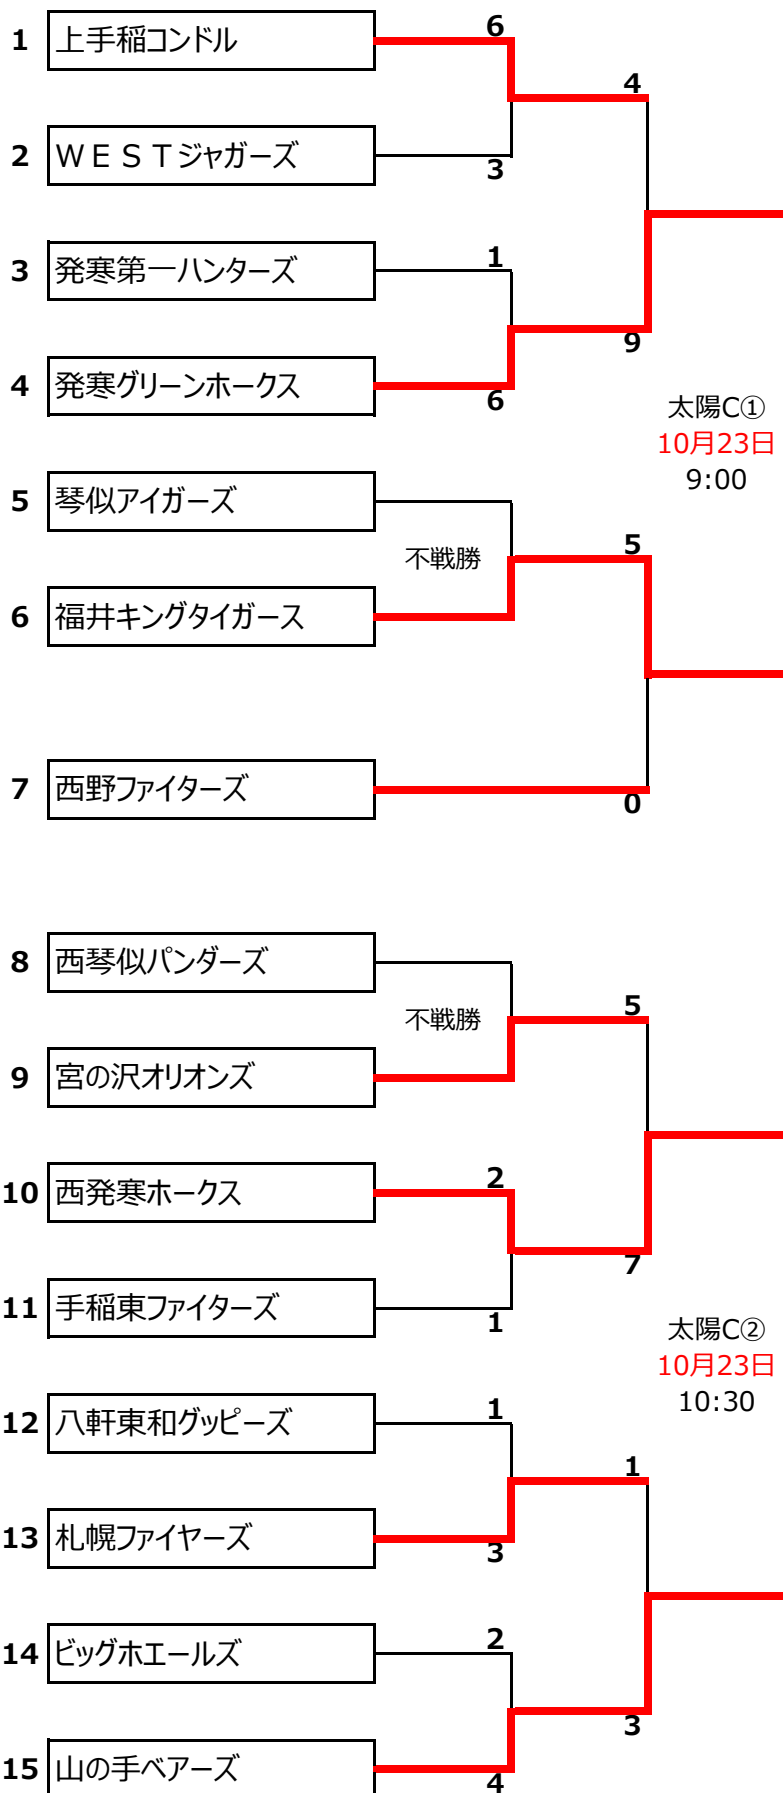 6
1 上手稲コンドル
4
2 ＷＥＳＴジャガーズ
3
1
3 発寒第一ハンターズ
9
4 発寒グリーンホークス
6
太陽C①
10月23日
9:00
5 琴似アイガーズ
5
不戦勝
6 福井キングタイガース
7 西野ファイターズ
0
8 西琴似パンダーズ
5
不戦勝
9 宮の沢オリオンズ
2
10 西発寒ホークス
7
11 手稲東ファイターズ
1
太陽C②
10月23日
10:30
1
12 八軒東和グッピーズ
1
13 札幌ファイヤーズ
3
2
14 ビッグホエールズ
3
15 山の手ベアーズ
4